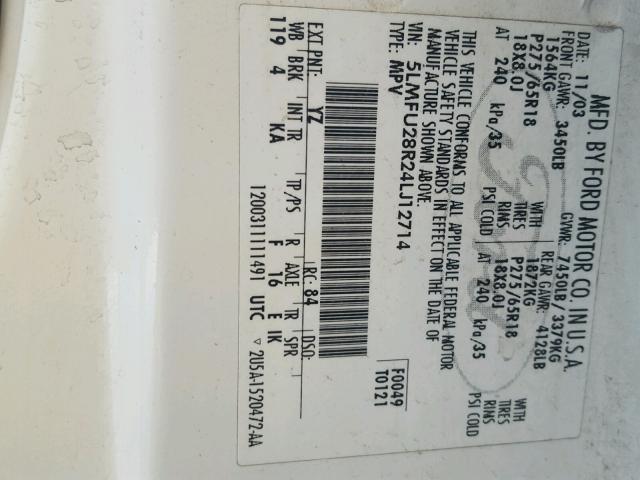 MFD. BY FORD MOTOR CO. IN U.S.A.
DATE: 11/03 GVWR: 7450LB/3379KG
FRONT GAWR: 3450LB REAR GAWR: 4128LB
1564KG WITH 1872KG WITH
P275/65R18 TIRES P275/65R18 TIRES
18X8.0J RIMS 18X8.0J RIMS
AT 240 kPa/35 PSI COLD AT 240 kPa/35 PSI COLD
THIS VEHICLE CONFORMS TO ALL APPLICABLE FEDERAL MOTOR
VEHICLE SAFETY STANDARDS IN EFFECT ON THE DATE OF
MANUFACTURE SHOWN ABOVE.
VIN: 5LMFU28R24LJ12714 F0049
TYPE: MPV T0121
EXT PNT: YZ RC: 84 DSO:
WB BRK INT TR TP/PS R AXLE TR SPR
119 4 KA F 16 E IK
1200311111491 UTC ▽ 2U5A-1520472-AA